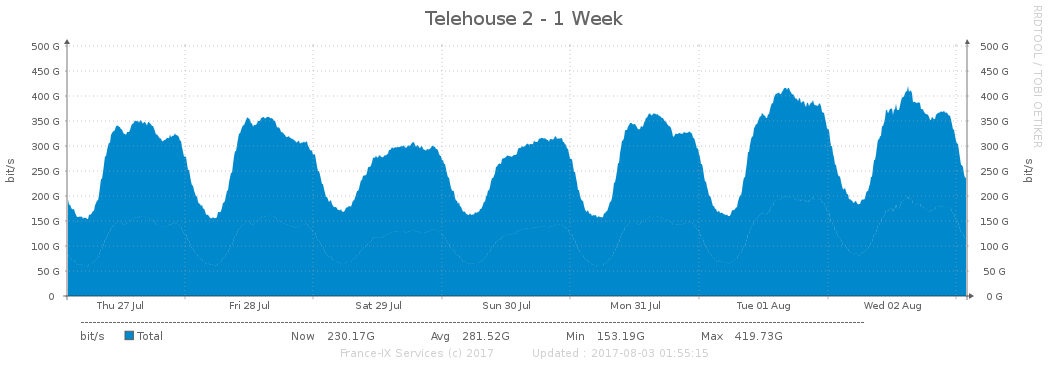 Telehouse 2 - 1 Week
RRDTOOL / TOBI OETIKER
bit/s
500 G
450 G
400 G
350 G
300 G
250 G
200 G
150 G
100 G
50 G
0
500 G
450 G
400 G
350 G
300 G
250 G
200 G
150 G
100 G
50 G
0 G
bit/s
Thu 27 Jul Fri 28 Jul Sat 29 Jul Sun 30 Jul Mon 31 Jul Tue 01 Aug Wed 02 Aug
bit/s Total Now 230.17G Avg 281.52G Min 153.19G Max 419.73G
France-IX Services (c) 2017 Updated : 2017-08-03 01:55:15